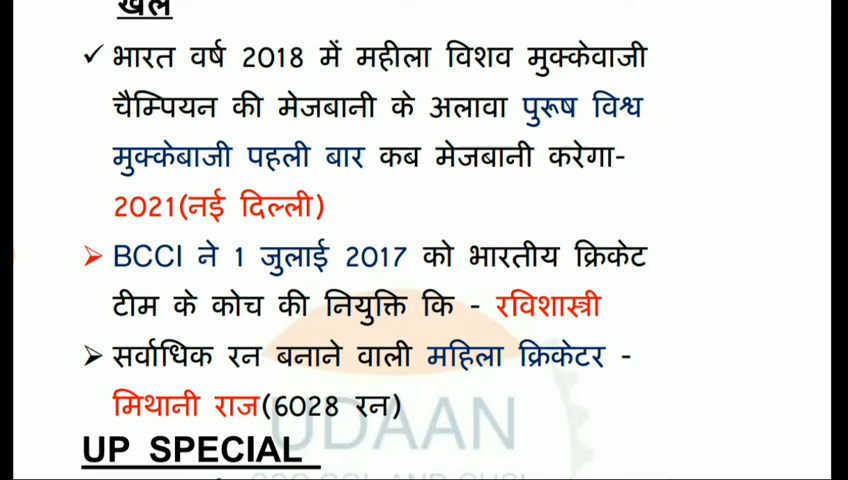 खेल
✓ भारत वर्ष 2018 में महीला विशव मुक्केवाजी
चैम्पियन की मेजबानी के अलावा पुरूष विश्व
मुक्केबाजी पहली बार कब मेजबानी करेगा-
2021(नई दिल्ली)
➢ BCCI ने 1 जुलाई 2017 को भारतीय क्रिकेट
टीम के कोच की नियुक्ति कि - रविशास्त्री
➢ सर्वाधिक रन बनाने वाली महिला क्रिकेटर -
मिथानी राज(6028 रन)
UDAAN
UP SPECIAL